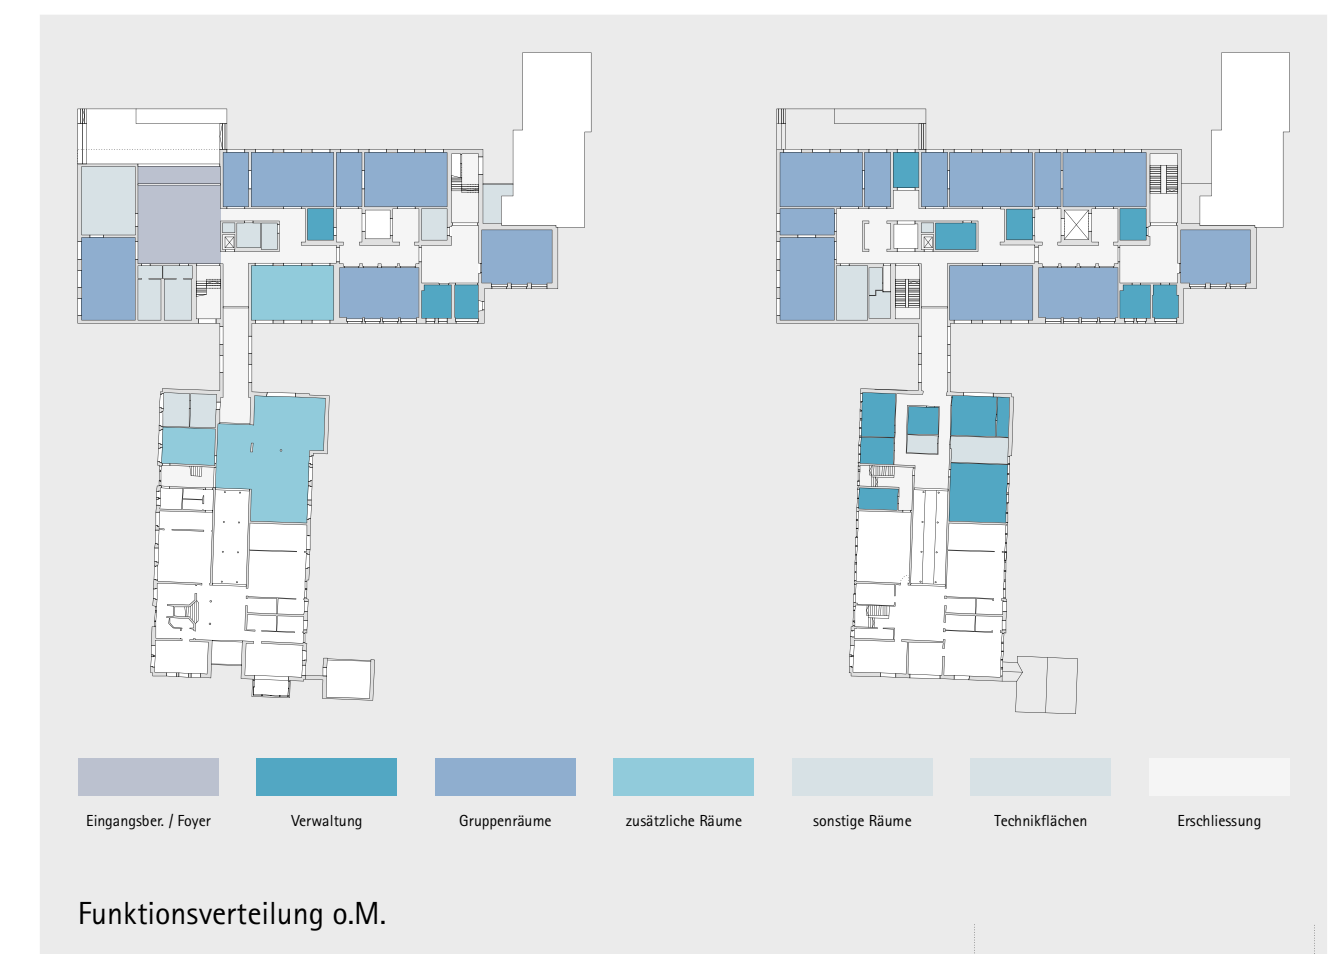 Eingangsber. / Foyer
Verwaltung
Gruppenräume
zusätzliche Räume
sonstige Räume
Technikflächen
Erschliessung
Funktionsverteilung o.M.